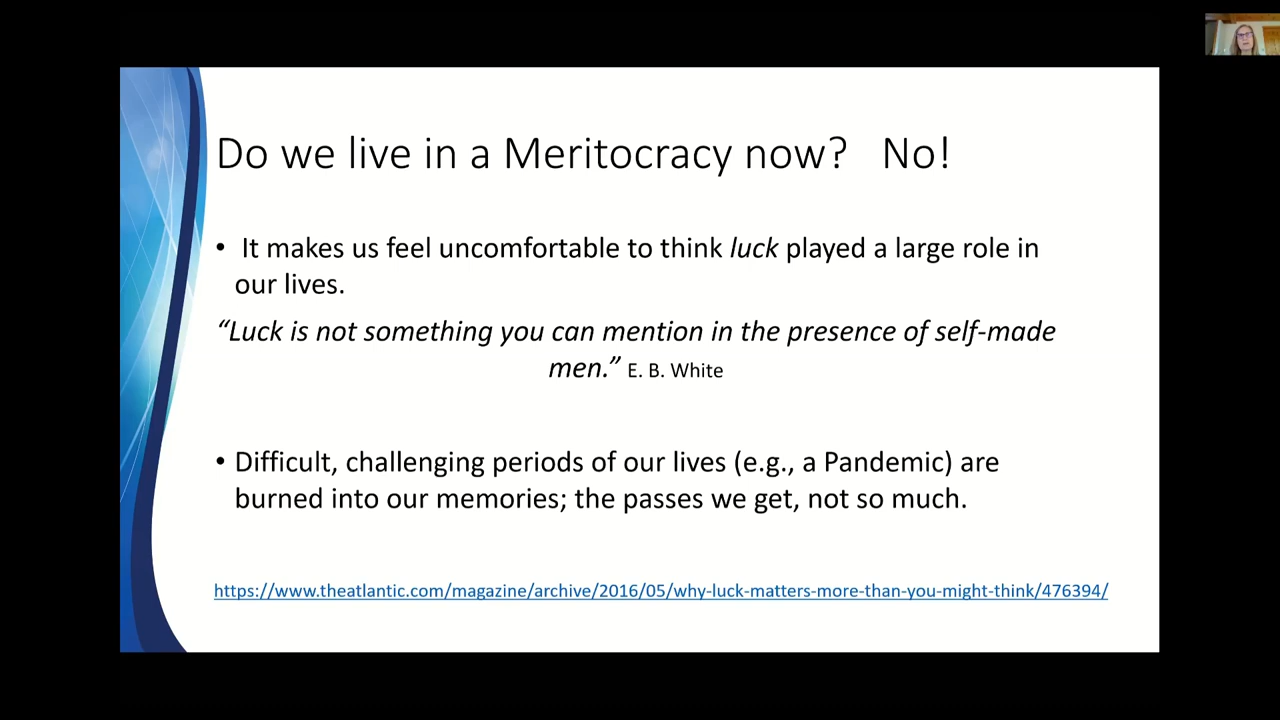 Do we live in a Meritocracy now? No!
• It makes us feel uncomfortable to think luck played a large role in
our lives.
“Luck is not something you can mention in the presence of self-made
men.” E. B. White
• Difficult, challenging periods of our lives (e.g., a Pandemic) are
burned into our memories; the passes we get, not so much.
https://www.theatlantic.com/magazine/archive/2016/05/why-luck-matters-more-than-you-might-think/476394/